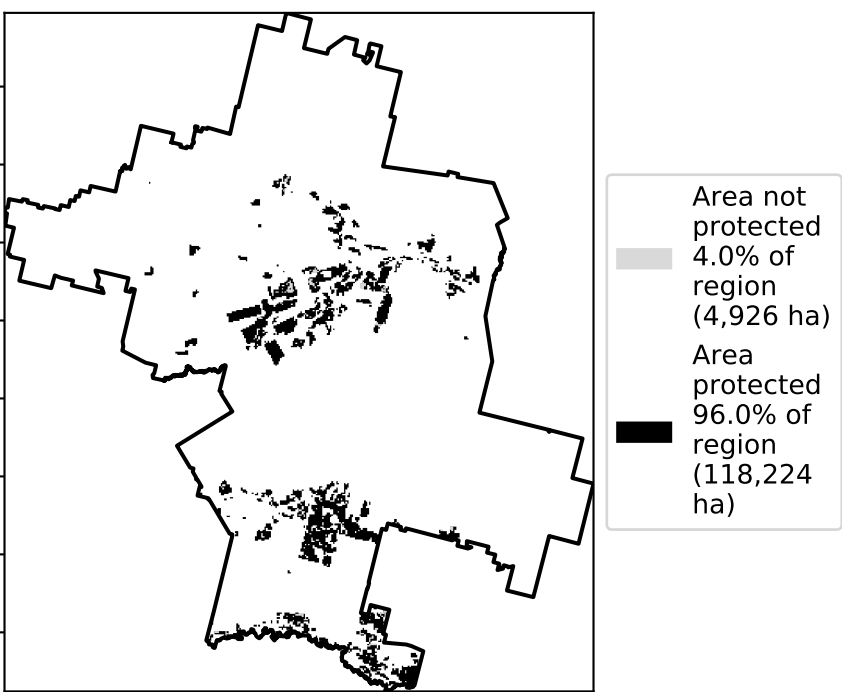 Area not
protected
4.0% of
region
(4,926 ha)
Area
protected
96.0% of
region
(118,224
ha)